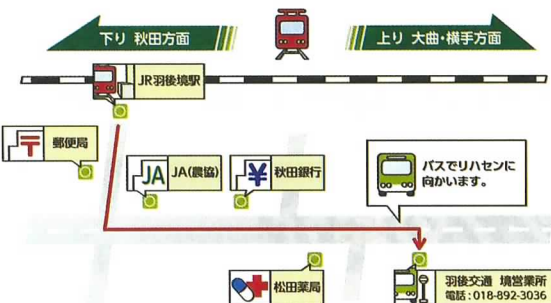 下り 秋田方面
上り 大曲・横手方面
JR羽後境駅
〒 郵便局
JA JA(農協)
¥ 秋田銀行
バスでリハセンに
向かいます。
松田薬局
羽後交通 境営業所
電話:018-892-3036